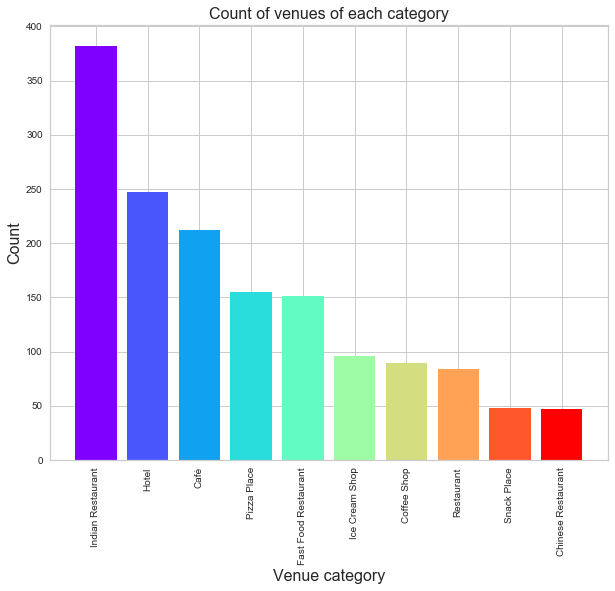 Count of venues of each category
400
350
300
250
200
150
100
50
0
Count
Indian Restaurant
Hotel
Café
Pizza Place
Fast Food Restaurant
Ice Cream Shop
Coffee Shop
Restaurant
Snack Place
Chinese Restaurant
Venue category